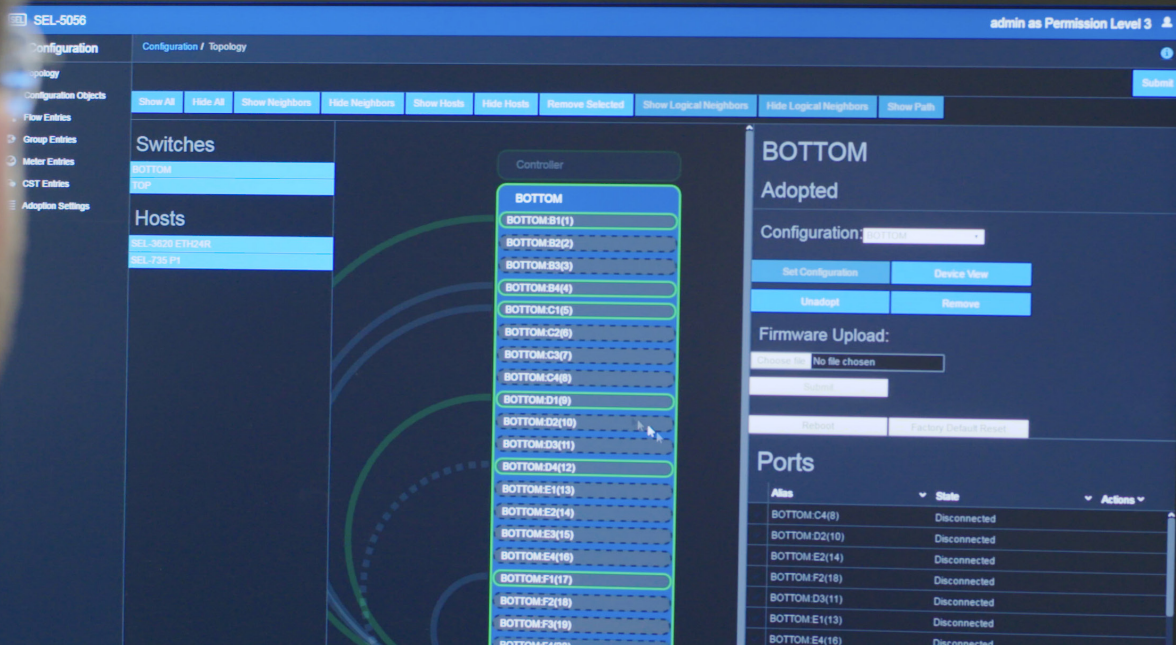 SEL SEL-5056
admin as Permission Level 3
Configuration
Configuration / Topology
Topology
Configuration Objects
Flow Entries
Group Entries
Meter Entries
CST Entries
Adoption Settings
Submit
Show All Hide All Show Neighbors Hide Neighbors Show Hosts Hide Hosts Remove Selected Show Logical Neighbors Hide Logical Neighbors Show Path
Switches
BOTTOM
TOP
Hosts
SEL-3620 ETH24R
SEL-735 P1
Controller
BOTTOM
BOTTOM:B1(1)
BOTTOM:B2(2)
BOTTOM:B3(3)
BOTTOM:B4(4)
BOTTOM:C1(5)
BOTTOM:C2(6)
BOTTOM:C3(7)
BOTTOM:C4(8)
BOTTOM:D1(9)
BOTTOM:D2(10)
BOTTOM:D3(11)
BOTTOM:D4(12)
BOTTOM:E1(13)
BOTTOM:E2(14)
BOTTOM:E3(15)
BOTTOM:E4(16)
BOTTOM:F1(17)
BOTTOM:F2(18)
BOTTOM:F3(19)
BOTTOM
Adopted
Configuration: BOTTOM
Set Configuration Device View
Unadopt Remove
Firmware Upload:
Choose file No file chosen
Submit
Reboot Factory Default Reset
Ports
Alias State Actions
BOTTOM:C4(8) Disconnected
BOTTOM:D2(10) Disconnected
BOTTOM:E2(14) Disconnected
BOTTOM:F2(18) Disconnected
BOTTOM:D3(11) Disconnected
BOTTOM:E1(13) Disconnected
BOTTOM:E4(16) Disconnected